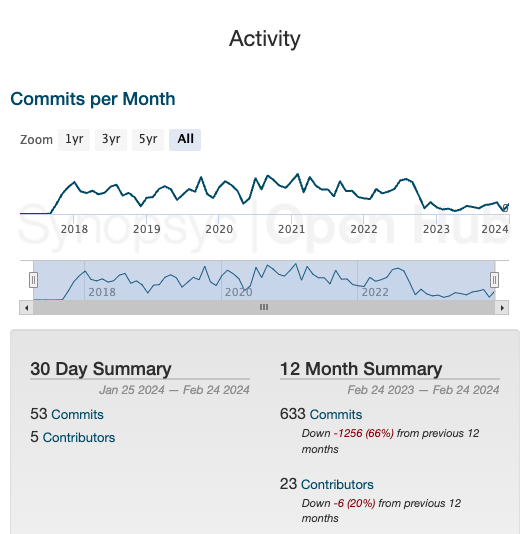 Activity
Commits per Month
Zoom 1yr 3yr 5yr All
Synopsys | Open Hub
2018 2019 2020 2021 2022 2023 2024
2018 2020 2022
30 Day Summary
Jan 25 2024 — Feb 24 2024
53 Commits
5 Contributors
12 Month Summary
Feb 24 2023 — Feb 24 2024
633 Commits
Down -1256 (66%) from previous 12
months
23 Contributors
Down -6 (20%) from previous 12
months